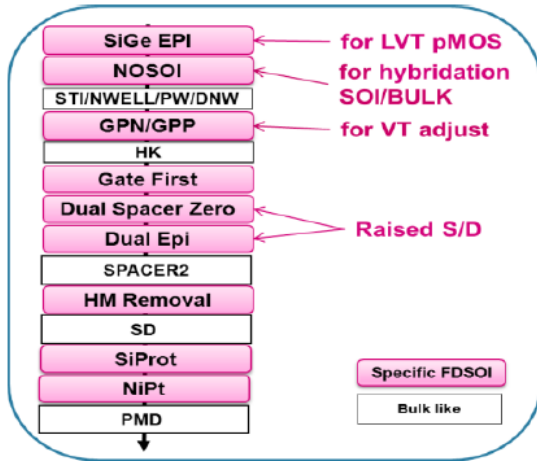 SiGe EPI
for LVT pMOS
NOSOI
for hybridation
SOI/BULK
STI/NWELL/PW/DNW
GPN/GPP
for VT adjust
HK
Gate First
Dual Spacer Zero
Raised S/D
Dual Epi
SPACER2
HM Removal
SD
SiProt
Specific FDSOI
NiPt
Bulk like
PMD